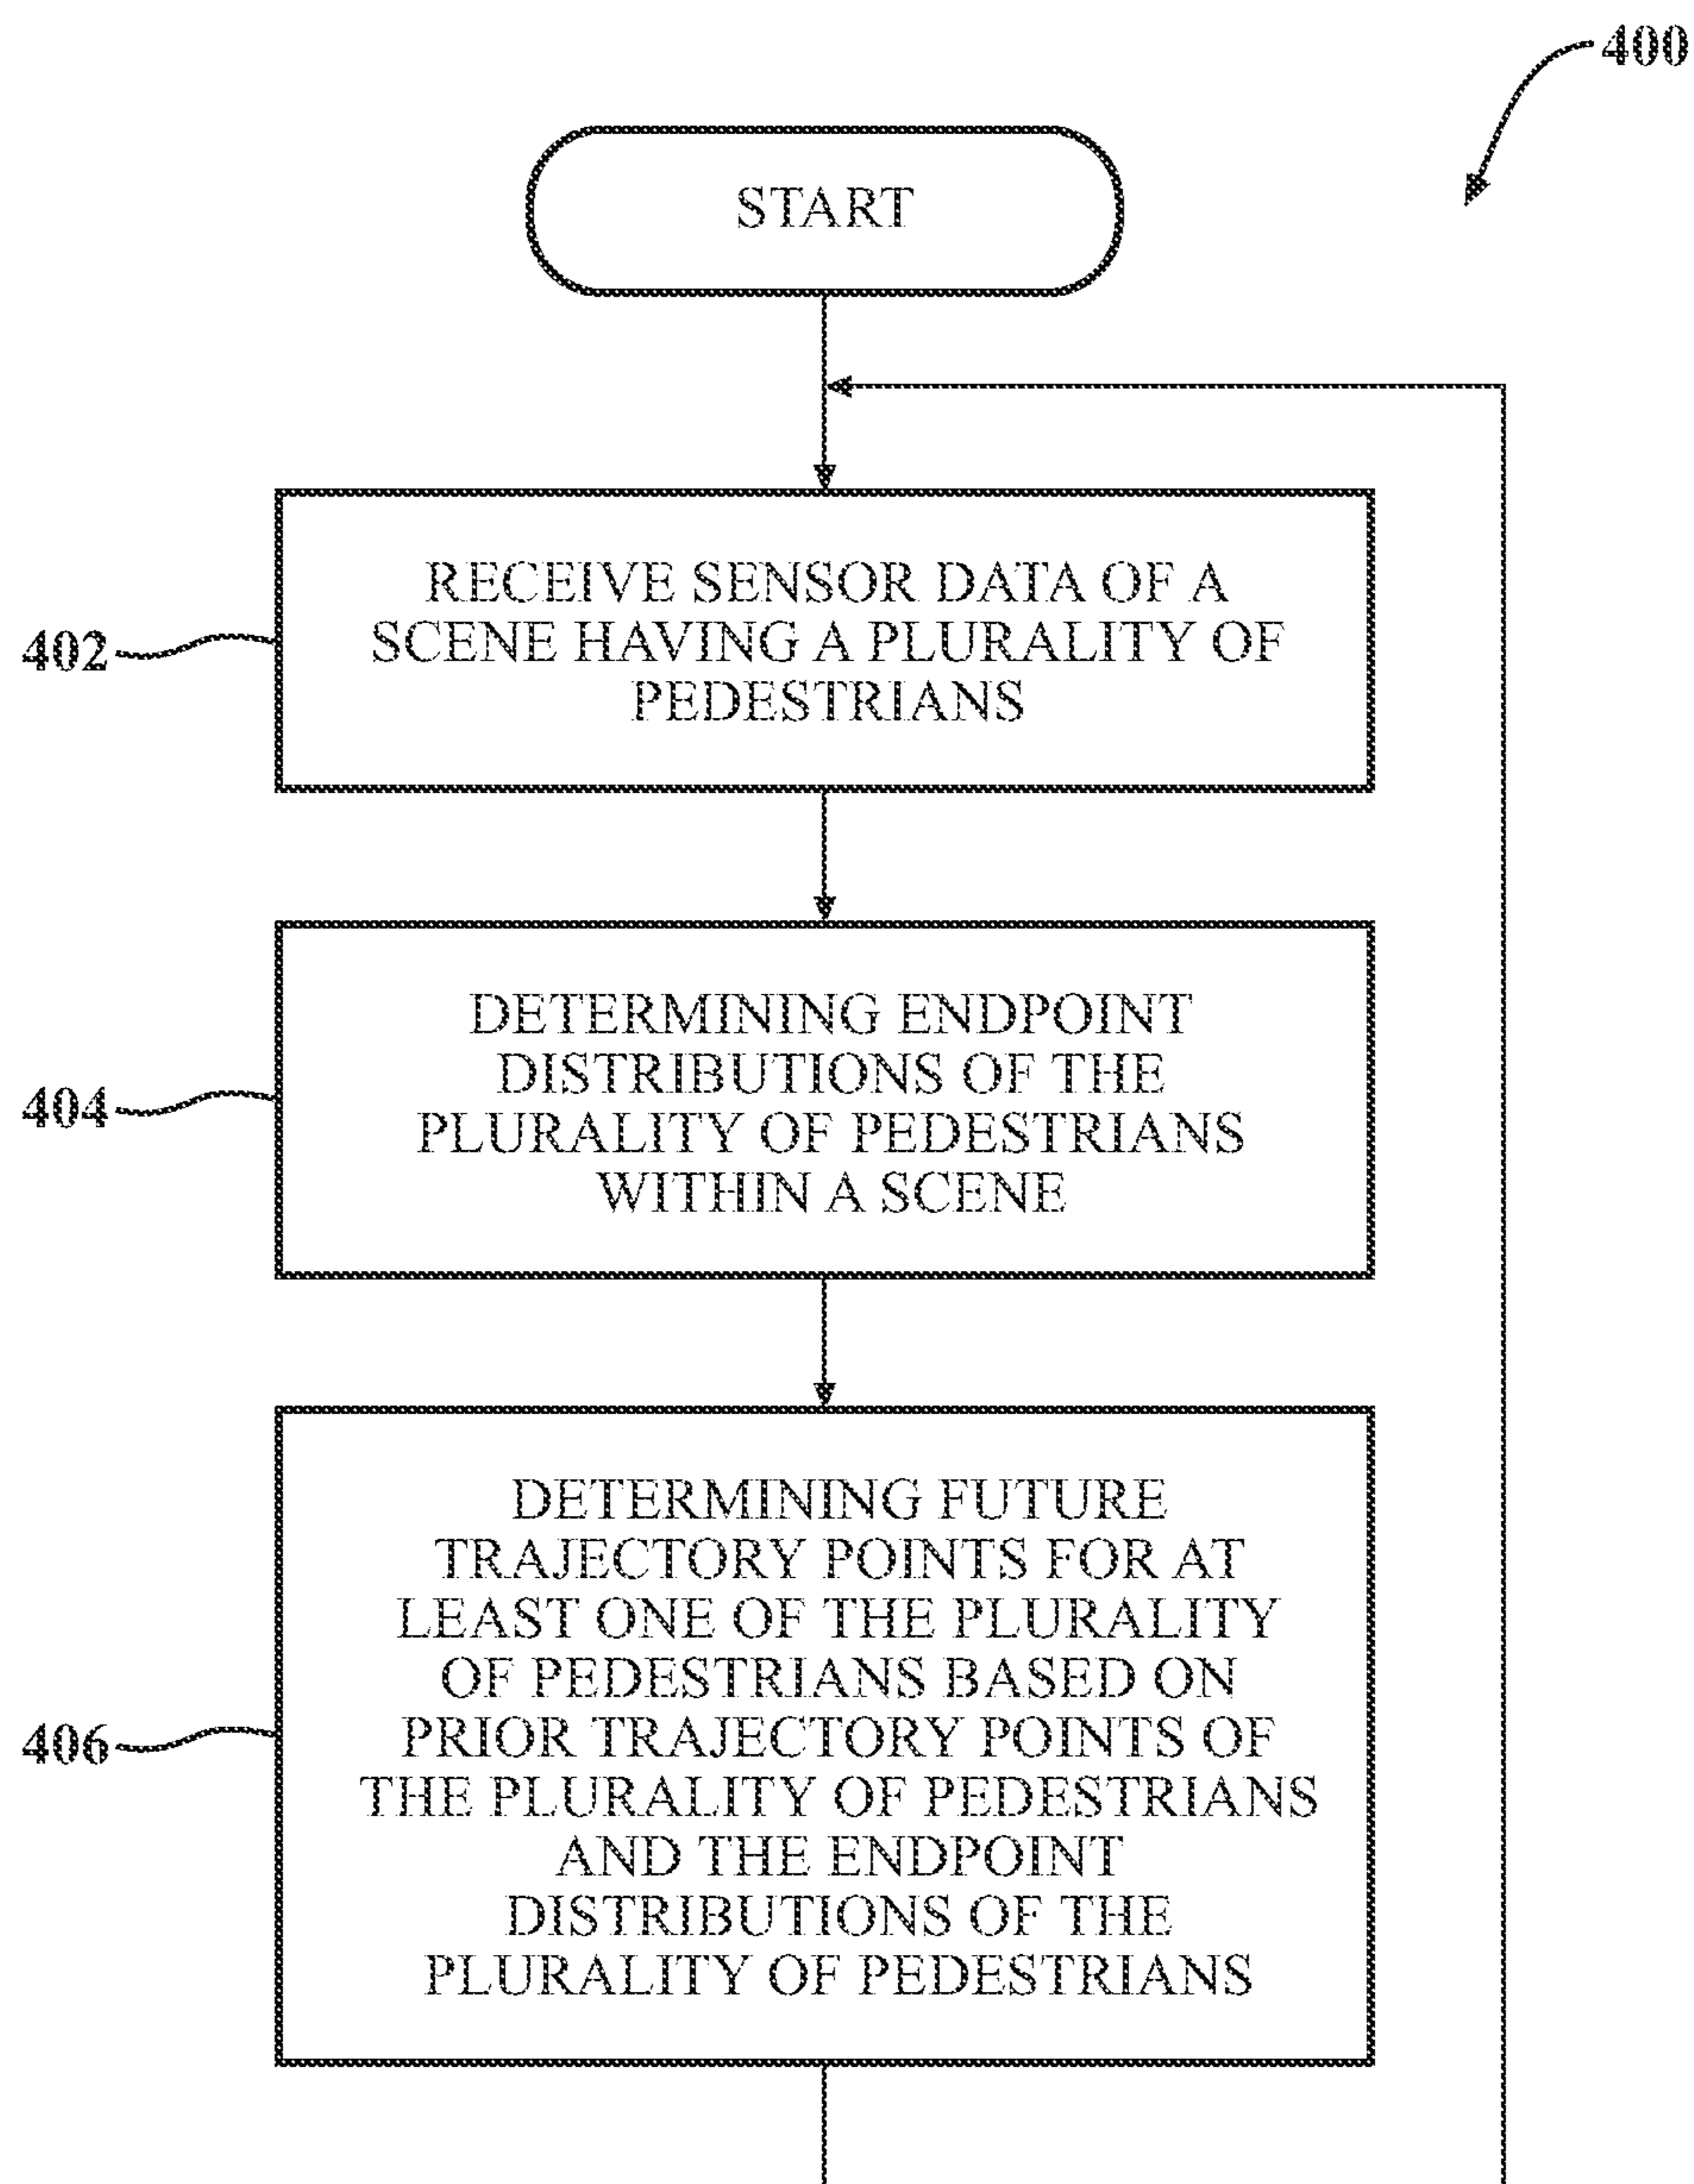 400
START
402
RECEIVE SENSOR DATA OF A
SCENE HAVING A PLURALITY OF
PEDESTRIANS
404
DETERMINING ENDPOINT
DISTRIBUTIONS OF THE
PLURALITY OF PEDESTRIANS
WITHIN A SCENE
406
DETERMINING FUTURE
TRAJECTORY POINTS FOR AT
LEAST ONE OF THE PLURALITY
OF PEDESTRIANS BASED ON
PRIOR TRAJECTORY POINTS OF
THE PLURALITY OF PEDESTRIANS
AND THE ENDPOINT
DISTRIBUTIONS OF THE
PLURALITY OF PEDESTRIANS